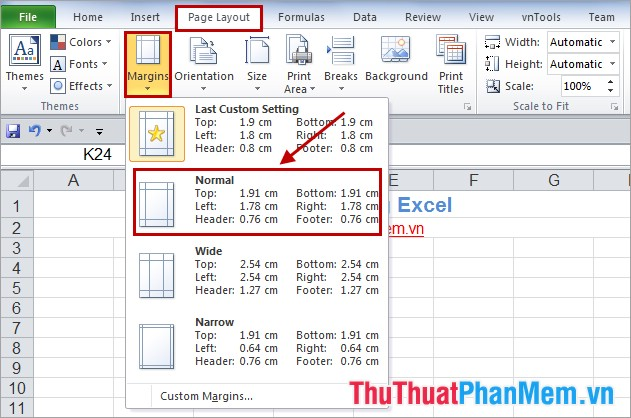 File Home Insert Page Layout Formulas Data Review View vnTools Team
Themes Colors Fonts Effects Margins Orientation Size Print Area Breaks Background Print Titles Width: Automatic Height: Automatic Scale: 100%
Themes Scale to Fit
K24
Last Custom Setting
Top: 1.9 cm Bottom: 1.9 cm
Left: 1.8 cm Right: 1.8 cm
Header: 0.8 cm Footer: 0.8 cm
Normal
Top: 1.91 cm Bottom: 1.91 cm
Left: 1.78 cm Right: 1.78 cm
Header: 0.76 cm Footer: 0.76 cm
Wide
Top: 2.54 cm Bottom: 2.54 cm
Left: 2.54 cm Right: 2.54 cm
Header: 1.27 cm Footer: 1.27 cm
Narrow
Top: 1.91 cm Bottom: 1.91 cm
Left: 0.64 cm Right: 0.64 cm
Header: 0.76 cm Footer: 0.76 cm
Custom Margins...
A E F G
1 Excel
2 em.vn
3
4
5
6
7
8
9
10
11
ThuThuatPhanMem.vn